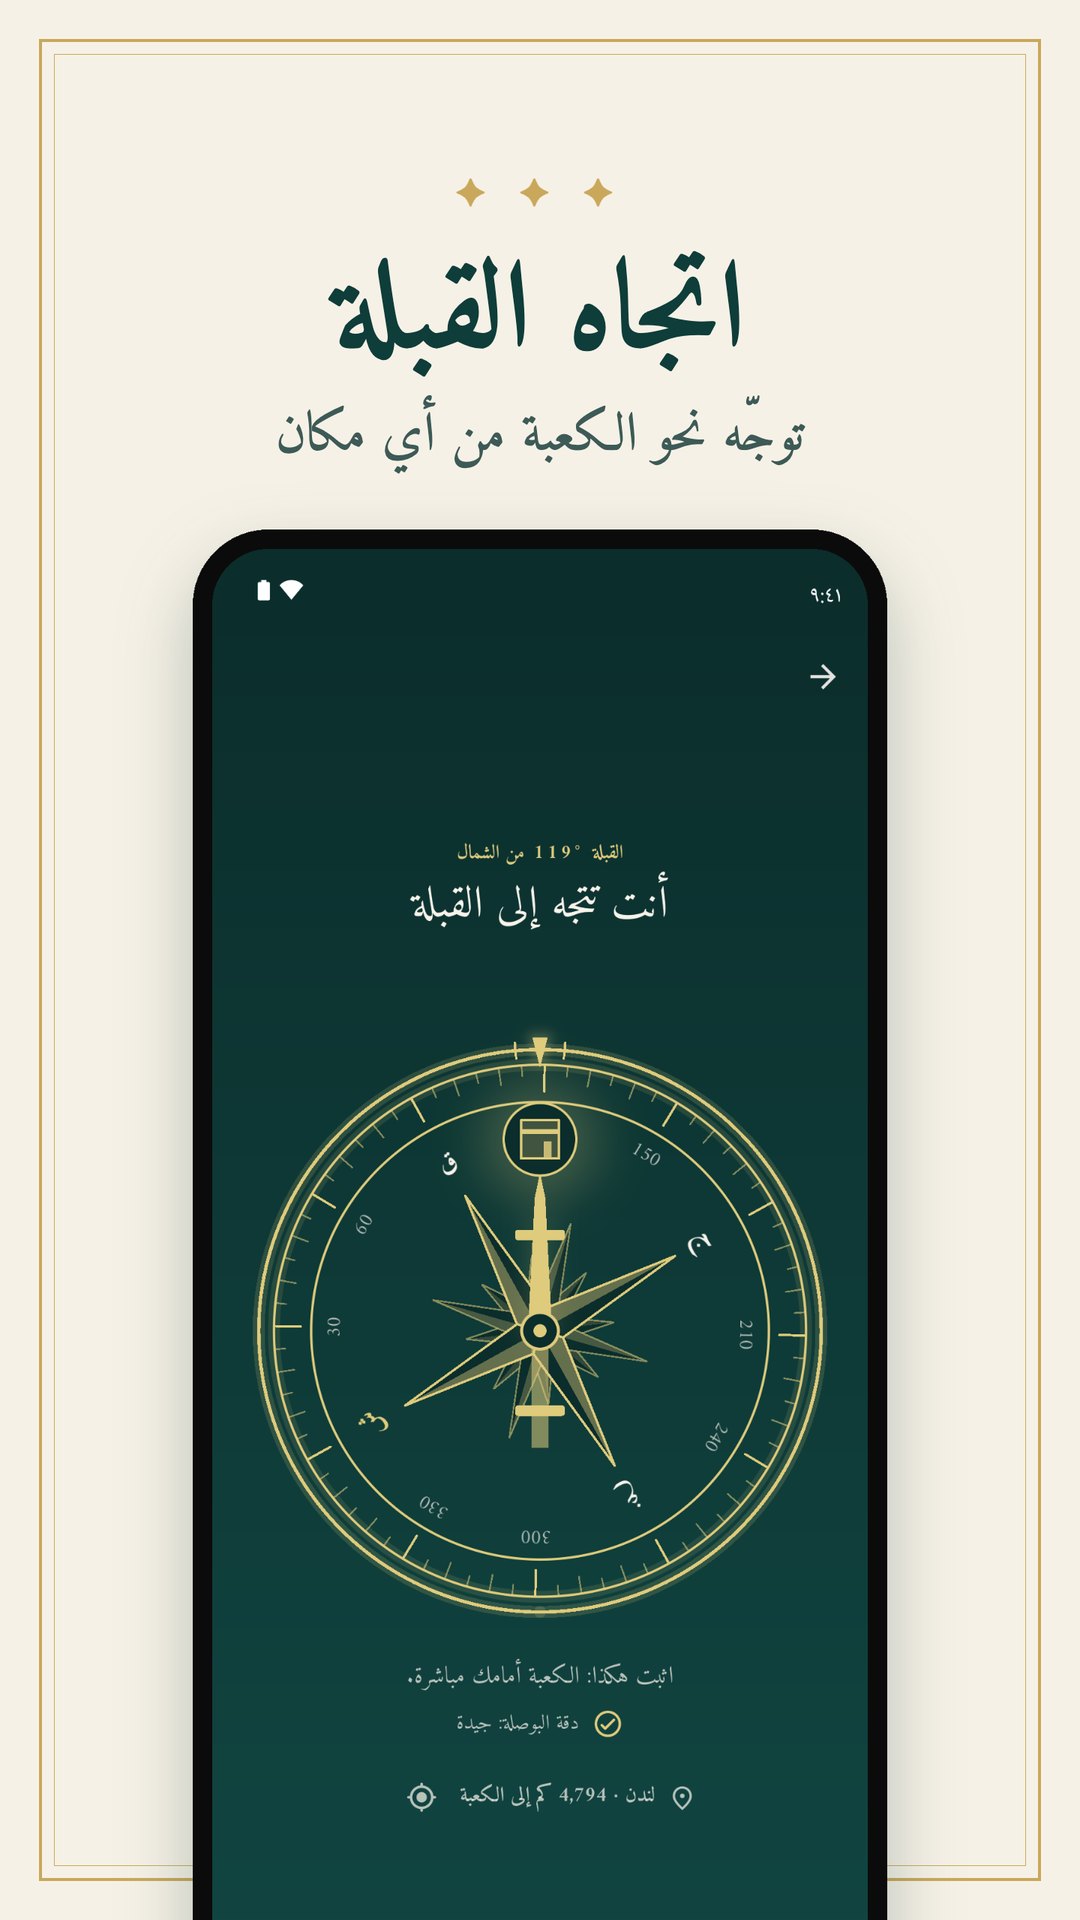 اتجاه القبلة
توجّه نحو الكعبة من أي مكان
٩:٤١
القبلة 119° من الشمال
أنت تتجه إلى القبلة
ق
150
60
ج
30
210
ش
240
غ
330
300
اثبت هكذا: الكعبة أمامك مباشرة.
دقة البوصلة: جيدة
لندن · 4,794 كم إلى الكعبة